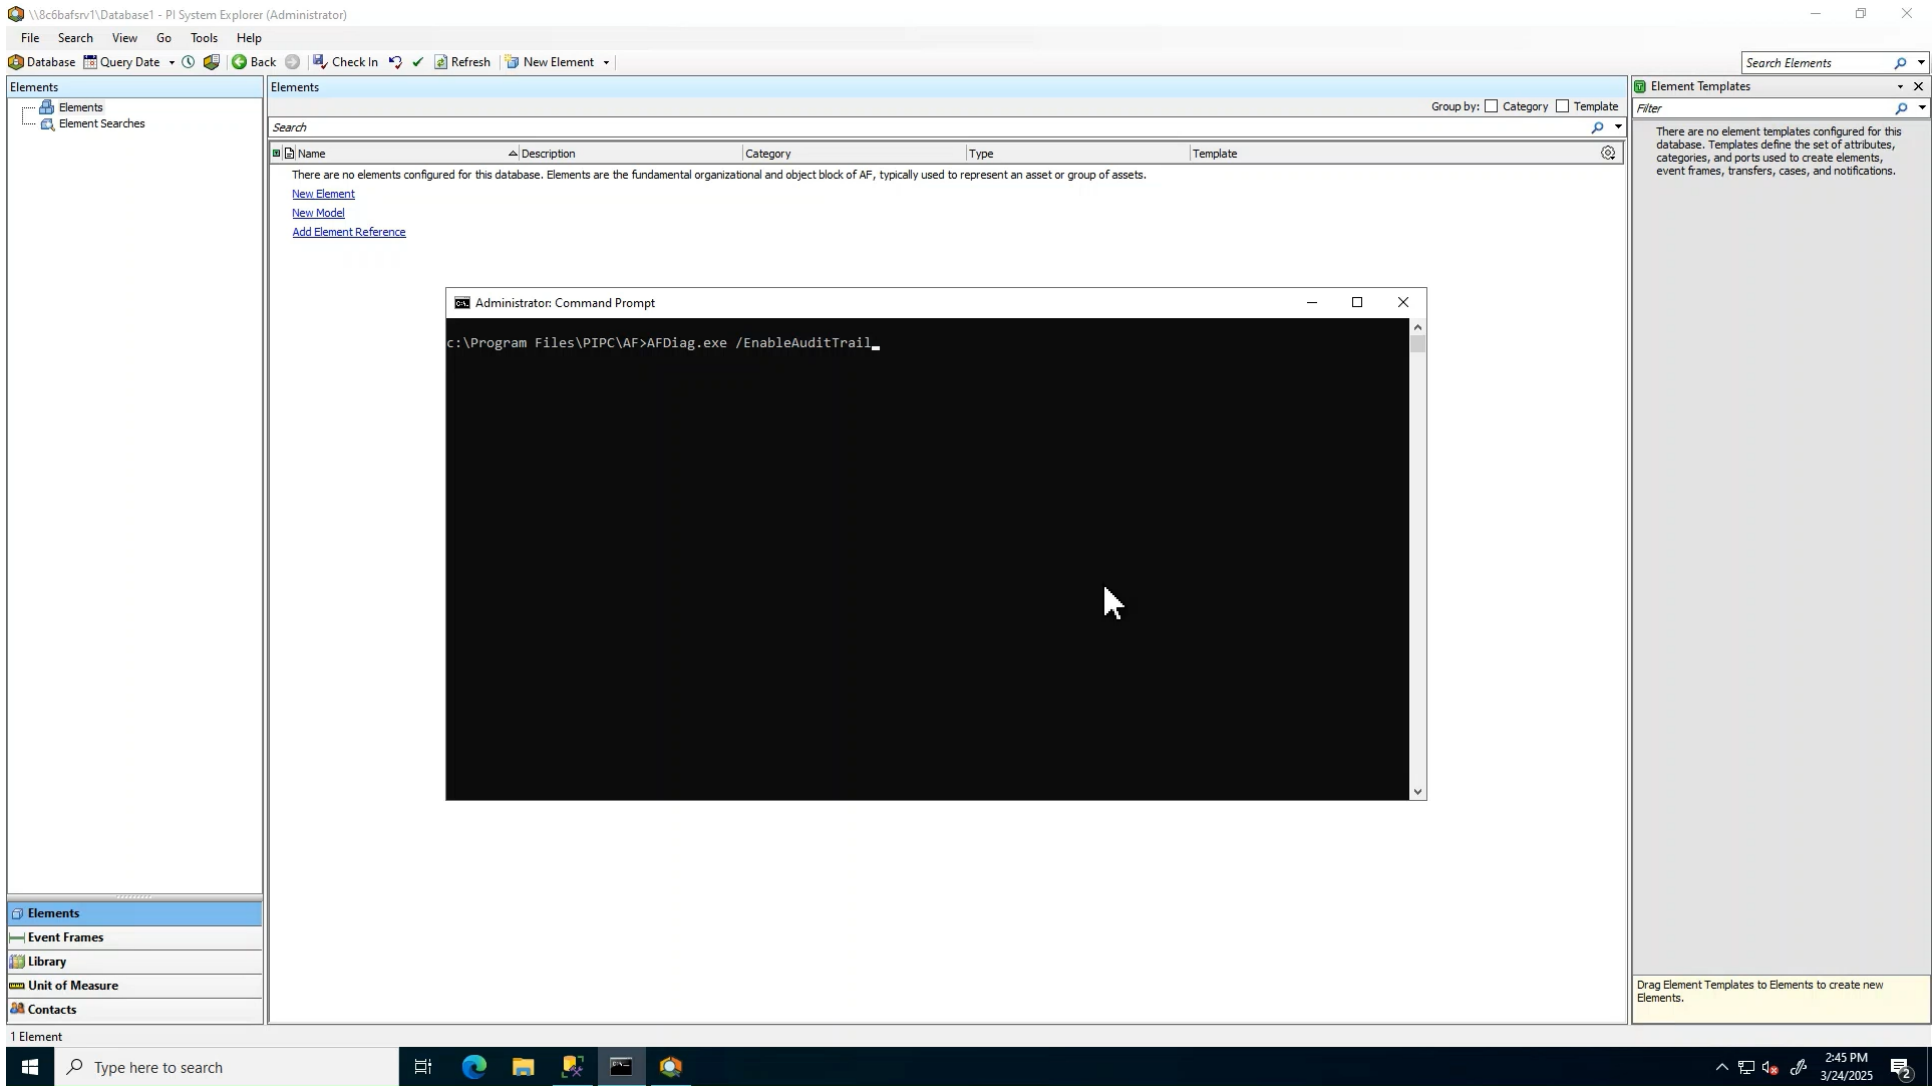 \\8c6bafsrv1\Database1 - PI System Explorer (Administrator)
File Search View Go Tools Help
Database Query Date Back Check In Refresh New Element
Search Elements
Elements
Elements
Element Searches
Elements
Group by: Category Template
Search
Name Description Category Type Template
There are no elements configured for this database. Elements are the fundamental organizational and object block of AF, typically used to represent an asset or group of assets.
New Element
New Model
Add Element Reference
Element Templates
Filter
There are no element templates configured for this
database. Templates define the set of attributes,
categories, and ports used to create elements,
event frames, transfers, cases, and notifications.
Administrator: Command Prompt
c:\Program Files\PIPC\AF>AFDiag.exe /EnableAuditTrail_
Elements
Event Frames
Library
Unit of Measure
Contacts
Drag Element Templates to Elements to create new
Elements.
1 Element
Type here to search
2:45 PM
3/24/2025
2